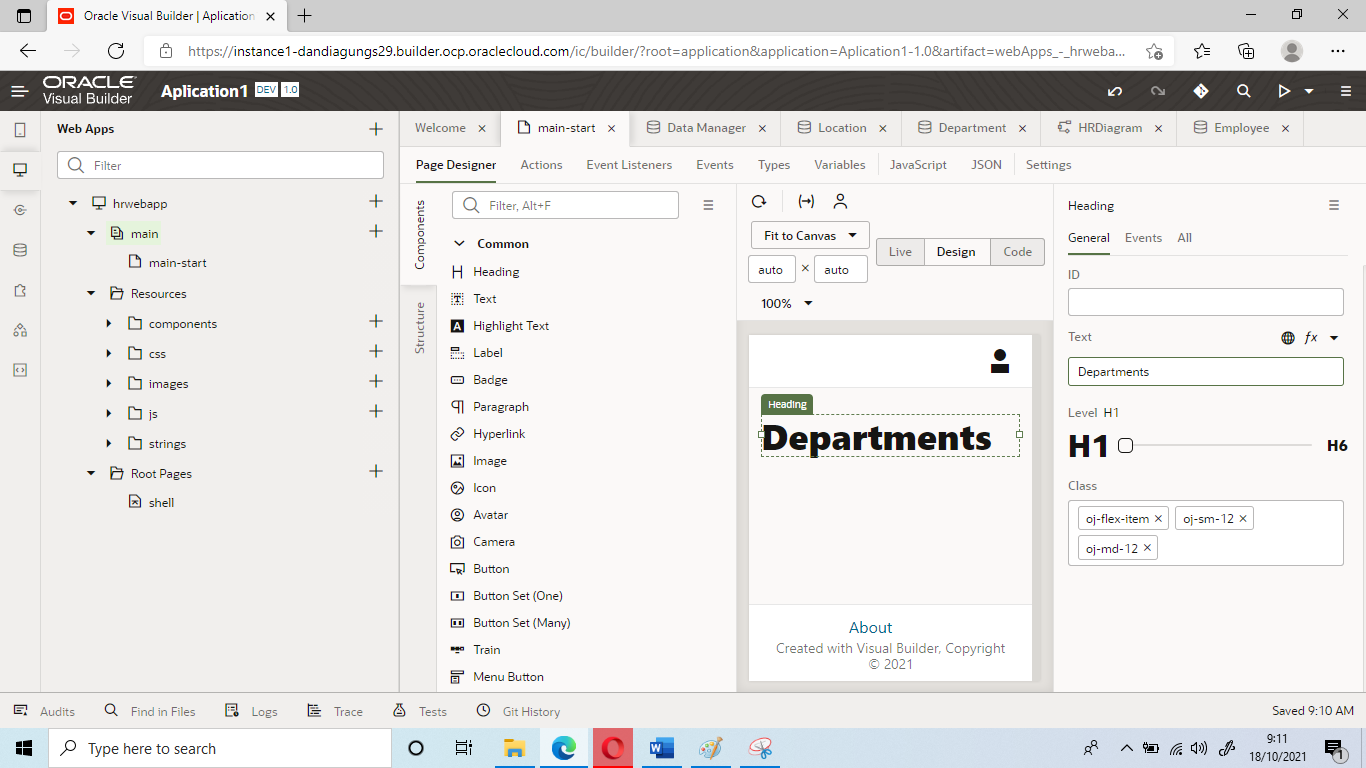 Oracle Visual Builder | Aplication
https://instance1-dandiagungs29.builder.ocp.oraclecloud.com/ic/builder/?root=application&application=Aplication1-1.0&artifact=webApps_-_hrweba...
ORACLE
Visual Builder
Aplication1 DEV 1.0
Web Apps
Filter
hrwebapp
main
main-start
Resources
components
css
images
js
strings
Root Pages
shell
Welcome main-start Data Manager Location Department HRDiagram Employee
Page Designer Actions Event Listeners Events Types Variables JavaScript JSON Settings
Components
Structure
Filter, Alt+F
Common
Heading
Text
Highlight Text
Label
Badge
Paragraph
Hyperlink
Image
Icon
Avatar
Camera
Button
Button Set (One)
Button Set (Many)
Train
Menu Button
Fit to Canvas
auto × auto
Live Design Code
100%
Heading
Departments
About
Created with Visual Builder, Copyright
© 2021
Heading
General Events All
ID
Text fx
Departments
Level H1
H1 H6
Class
oj-flex-item × oj-sm-12 ×
oj-md-12 ×
Audits Find in Files Logs Trace Tests Git History
Saved 9:10 AM
Type here to search
9:11
18/10/2021
1